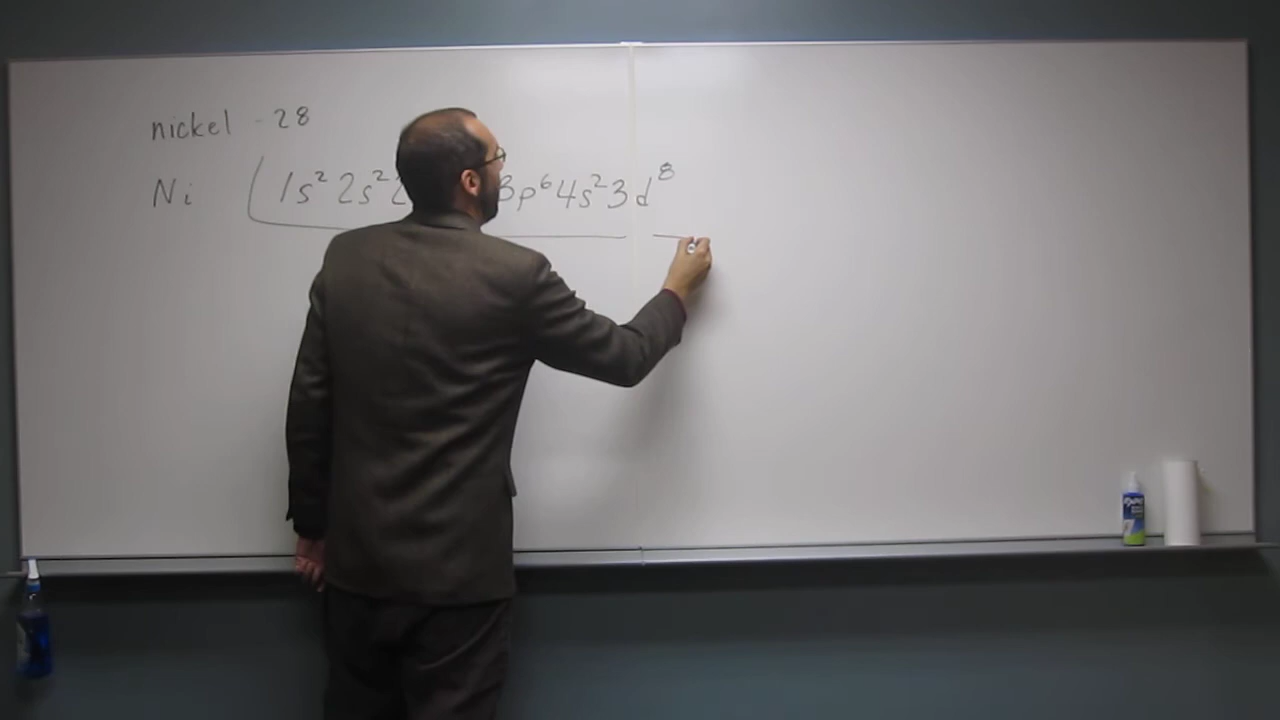 nickel - 28
Ni 1s² 2s² 3p⁶ 4s² 3d⁸